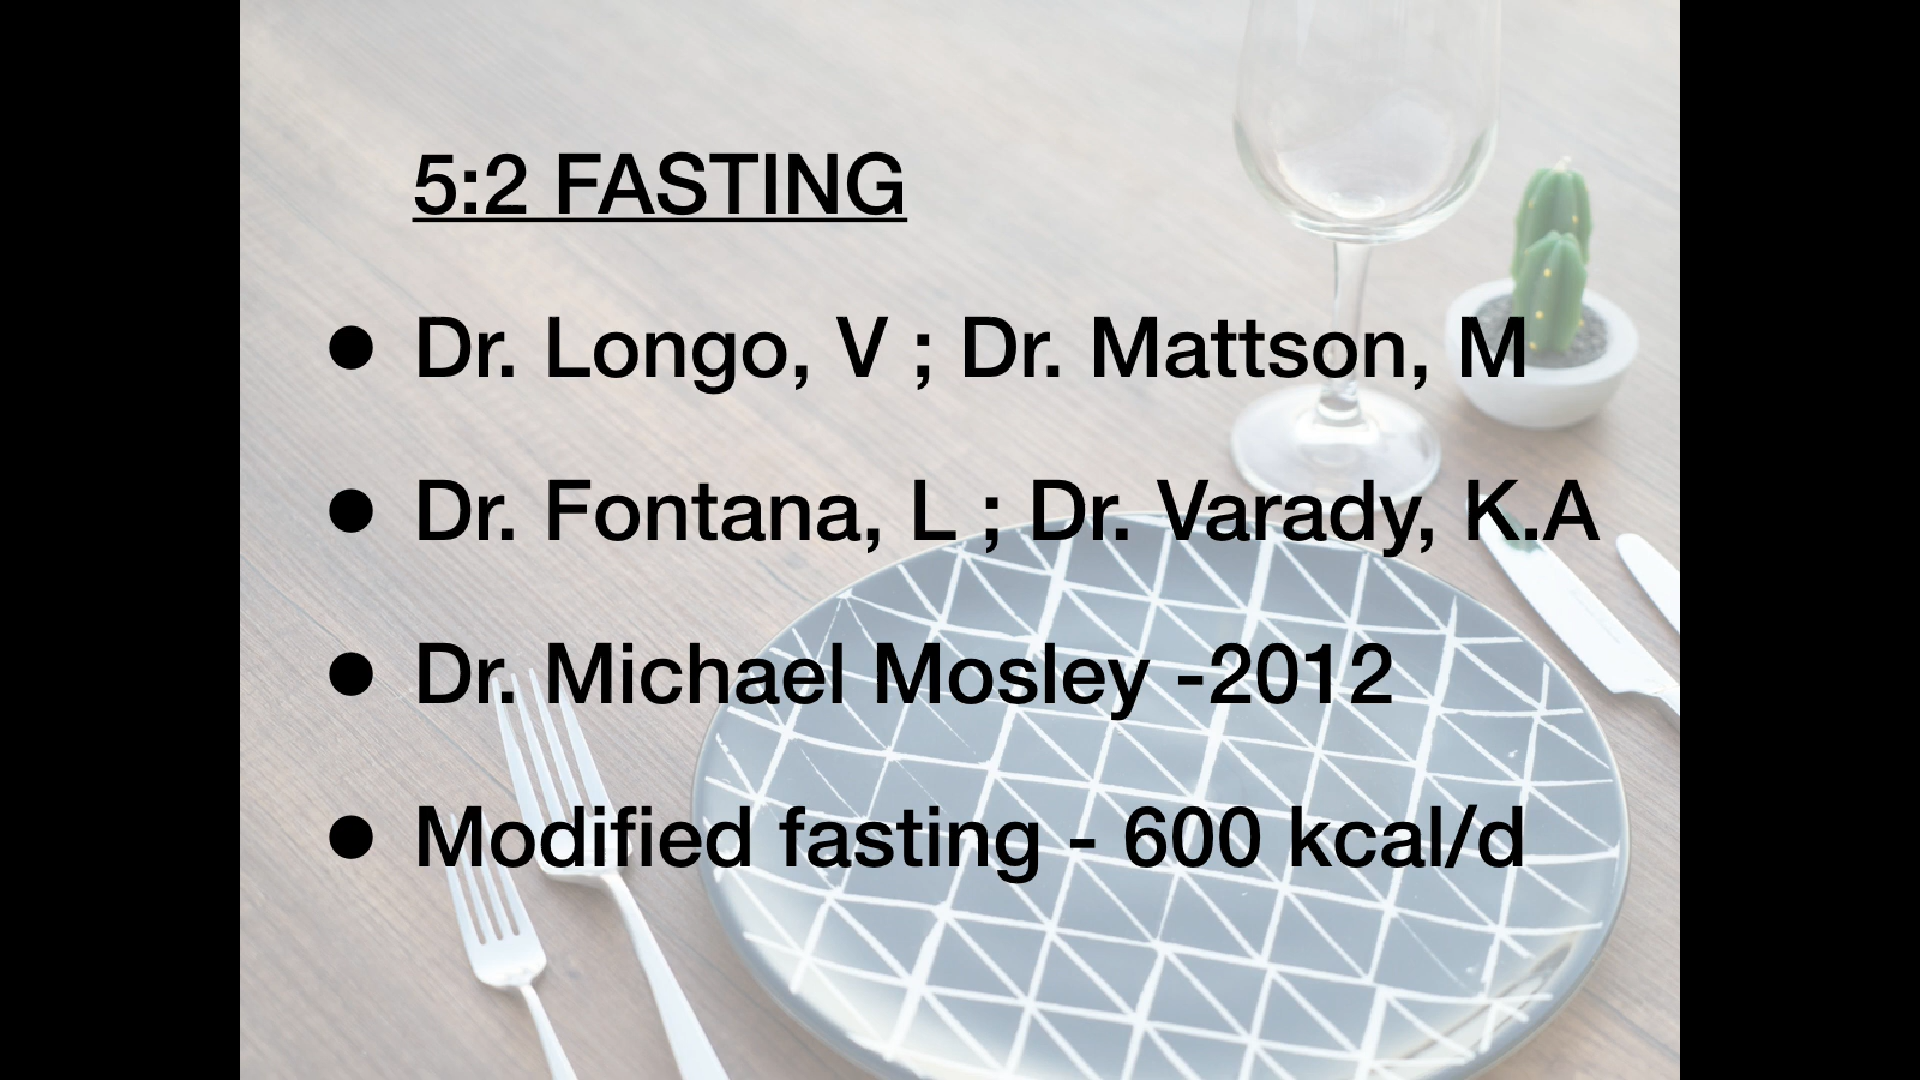 5:2 FASTING
● Dr. Longo, V ; Dr. Mattson, M
● Dr. Fontana, L ; Dr. Varady, K.A
● Dr. Michael Mosley -2012
● Modified fasting - 600 kcal/d